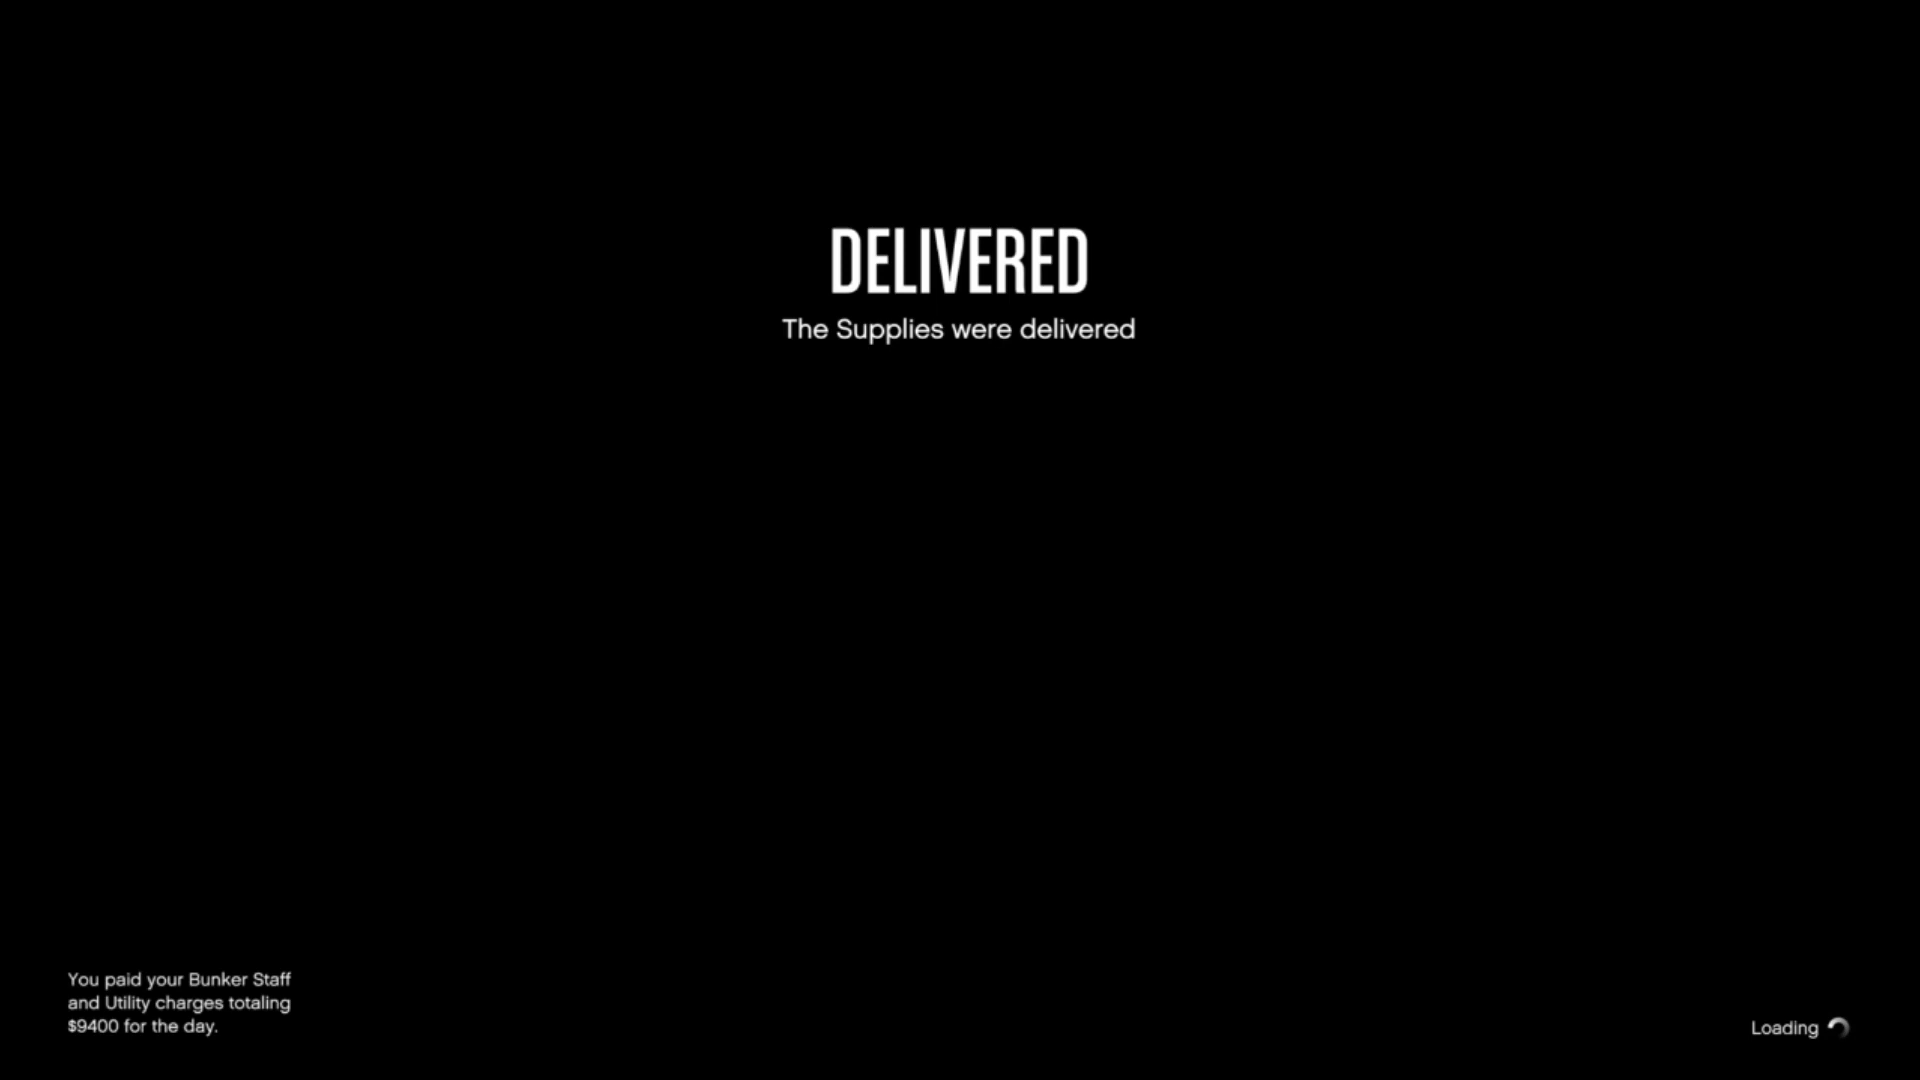 DELIVERED
The Supplies were delivered
You paid your Bunker Staff
and Utility charges totaling
$9400 for the day.
Loading